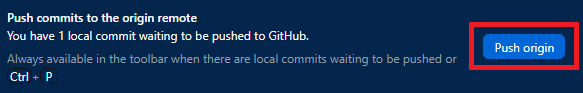 Push commits to the origin remote
You have 1 local commit waiting to be pushed to GitHub.
Push origin
Always available in the toolbar when there are local commits waiting to be pushed or
Ctrl + P